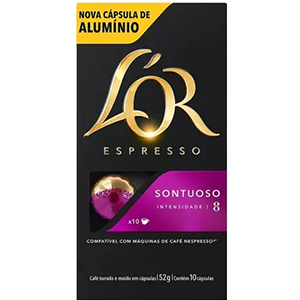 NOVA CÁPSULA DE
ALUMÍNIO
L'OR
ESPRESSO
SONTUOSO
INTENSIDADE | 8
x10
COMPATÍVEL COM MÁQUINAS DE CAFÉ NESPRESSO®*
Café torrado e moído em cápsulas | 52g | Contém 10 cápsulas